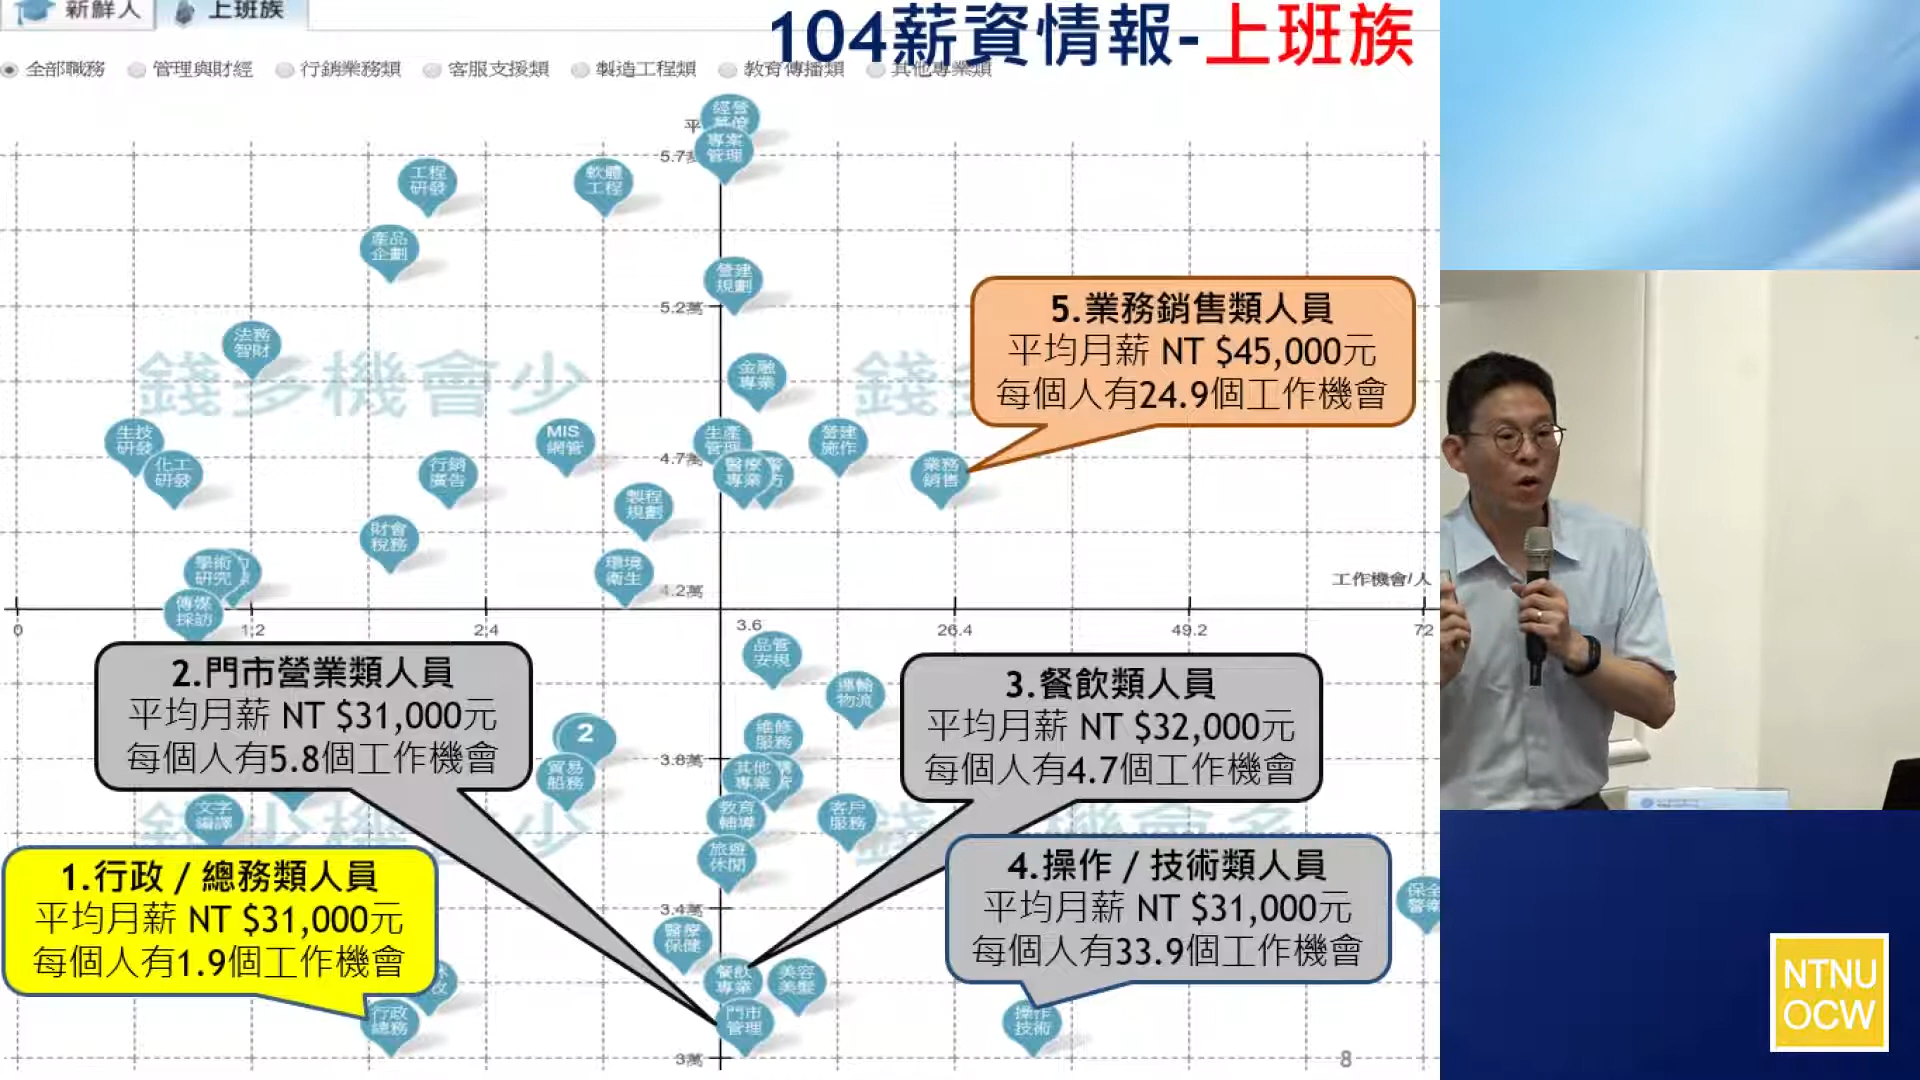 新鮮人
上班族
104薪資情報-上班族
全部職務
管理與財經
行銷業務類
客服支援類
製造工程類
教育傳播類
其他專業類
平
經營
專案
管理
5.7萬
工程
研發
軟體
工程
產品
企劃
營建
規劃
5.2萬
5.業務銷售類人員
平均月薪 NT $45,000元
每個人有24.9個工作機會
法務
智財
錢多機會少
錢
金融
專業
生技
研發
化工
研發
行銷
廣告
MIS
網管
生產
管理
4.7萬
醫療
專業
營建
施作
業務
銷售
製程
規劃
財會
稅務
學術
研究
環境
衛生
4.2萬
工作機會/人
傳媒
採訪
0
1.2
2.4
3.6
26.4
49.2
72
品管
安規
2.門市營業類人員
平均月薪 NT $31,000元
每個人有5.8個工作機會
3.餐飲類人員
平均月薪 NT $32,000元
每個人有4.7個工作機會
運輸
物流
2
維修
服務
貿易
船務
3.8萬
其他
專業
文字
編譯
教育
輔導
客戶
服務
旅遊
休閒
1.行政 / 總務類人員
平均月薪 NT $31,000元
每個人有1.9個工作機會
4.操作 / 技術類人員
平均月薪 NT $31,000元
每個人有33.9個工作機會
保全
3.4萬
醫療
保健
餐飲
專業
美容
美髮
行政
總務
門市
管理
操作
技術
3萬
8
NTNU
OCW